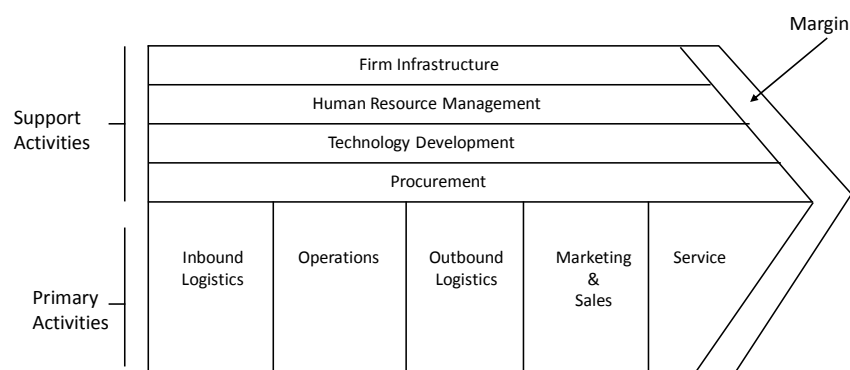 Margin
Firm Infrastructure
Human Resource Management
Support
Activities
Technology Development
Procurement
Primary
Activities
Inbound
Logistics
Operations
Outbound
Logistics
Marketing
&
Sales
Service